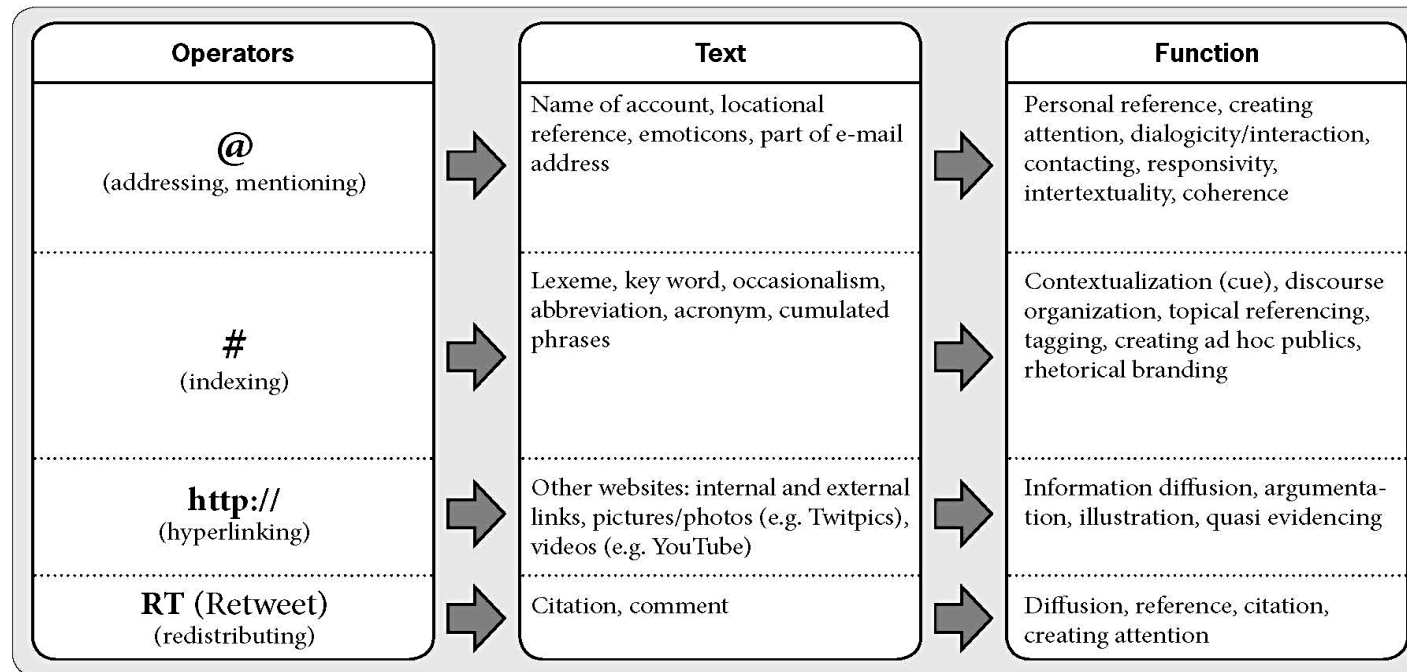 Operators
Text
Function
@
(addressing, mentioning)
Name of account, locational
reference, emoticons, part of e-mail
address
Personal reference, creating
attention, dialogicity/interaction,
contacting, responsivity,
intertextuality, coherence
#
(indexing)
Lexeme, key word, occasionalism,
abbreviation, acronym, cumulated
phrases
Contextualization (cue), discourse
organization, topical referencing,
tagging, creating ad hoc publics,
rhetorical branding
http://
(hyperlinking)
Other websites: internal and external
links, pictures/photos (e.g. Twitpics),
videos (e.g. YouTube)
Information diffusion, argumenta-
tion, illustration, quasi evidencing
RT (Retweet)
(redistributing)
Citation, comment
Diffusion, reference, citation,
creating attention